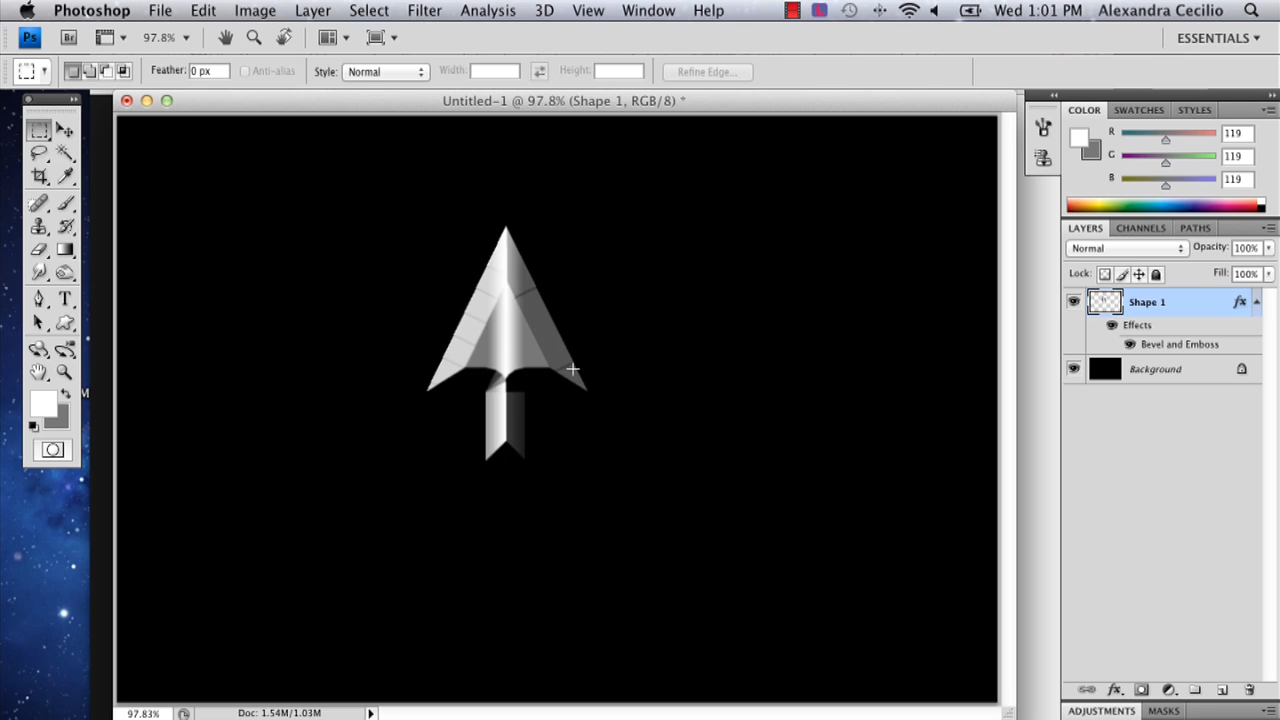 Photoshop File Edit Image Layer Select Filter Analysis 3D View Window Help Wed 1:01 PM Alexandra Cecilio
Ps Br 97.8% ESSENTIALS
Feather: 0 px Anti-alias Style: Normal Width: Height: Refine Edge...
Untitled-1 @ 97.8% (Shape 1, RGB/8) *
COLOR SWATCHES STYLES
R 119
G 119
B 119
LAYERS CHANNELS PATHS
Normal Opacity: 100%
Lock: Fill: 100%
Shape 1 fx
Effects
Bevel and Emboss
Background
T
M
fx
97.83% Doc: 1.54M/1.03M
ADJUSTMENTS MASKS